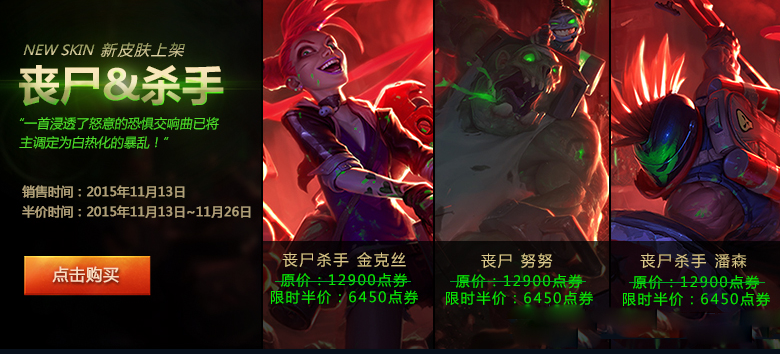 NEW SKIN 新皮肤上架
丧尸&杀手
“一首浸透了怒意的恐惧交响曲已将
主调定为白热化的暴乱！”
销售时间：2015年11月13日
半价时间：2015年11月13日~11月26日
点击购买
丧尸杀手 金克丝
原价：12900点券
限时半价：6450点券
丧尸 努努
原价：12900点券
限时半价：6450点券
丧尸杀手 潘森
原价：12900点券
限时半价：6450点券